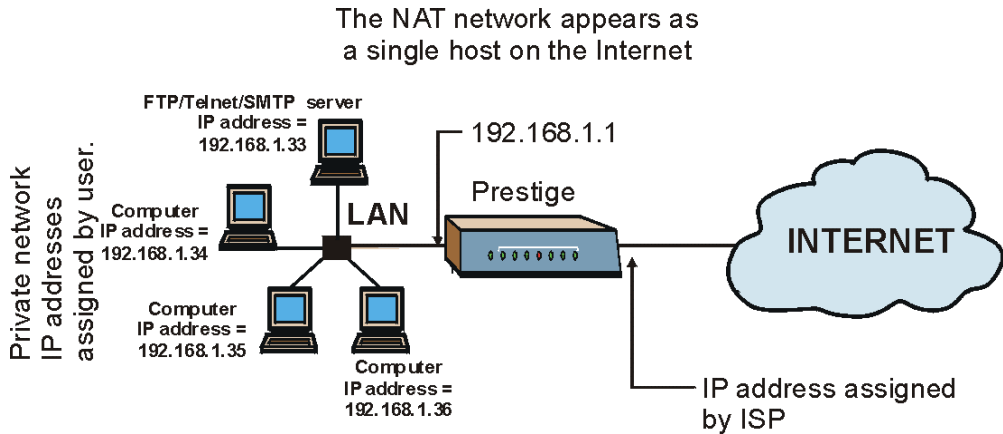 The NAT network appears as
a single host on the Internet
FTP/Telnet/SMTP server
IP address =
192.168.1.33
192.168.1.1
Prestige
LAN
INTERNET
Computer
IP address =
192.168.1.34
Computer
IP address =
192.168.1.35
Computer
IP address =
192.168.1.36
Private network
IP addresses
assigned by user.
IP address assigned
by ISP